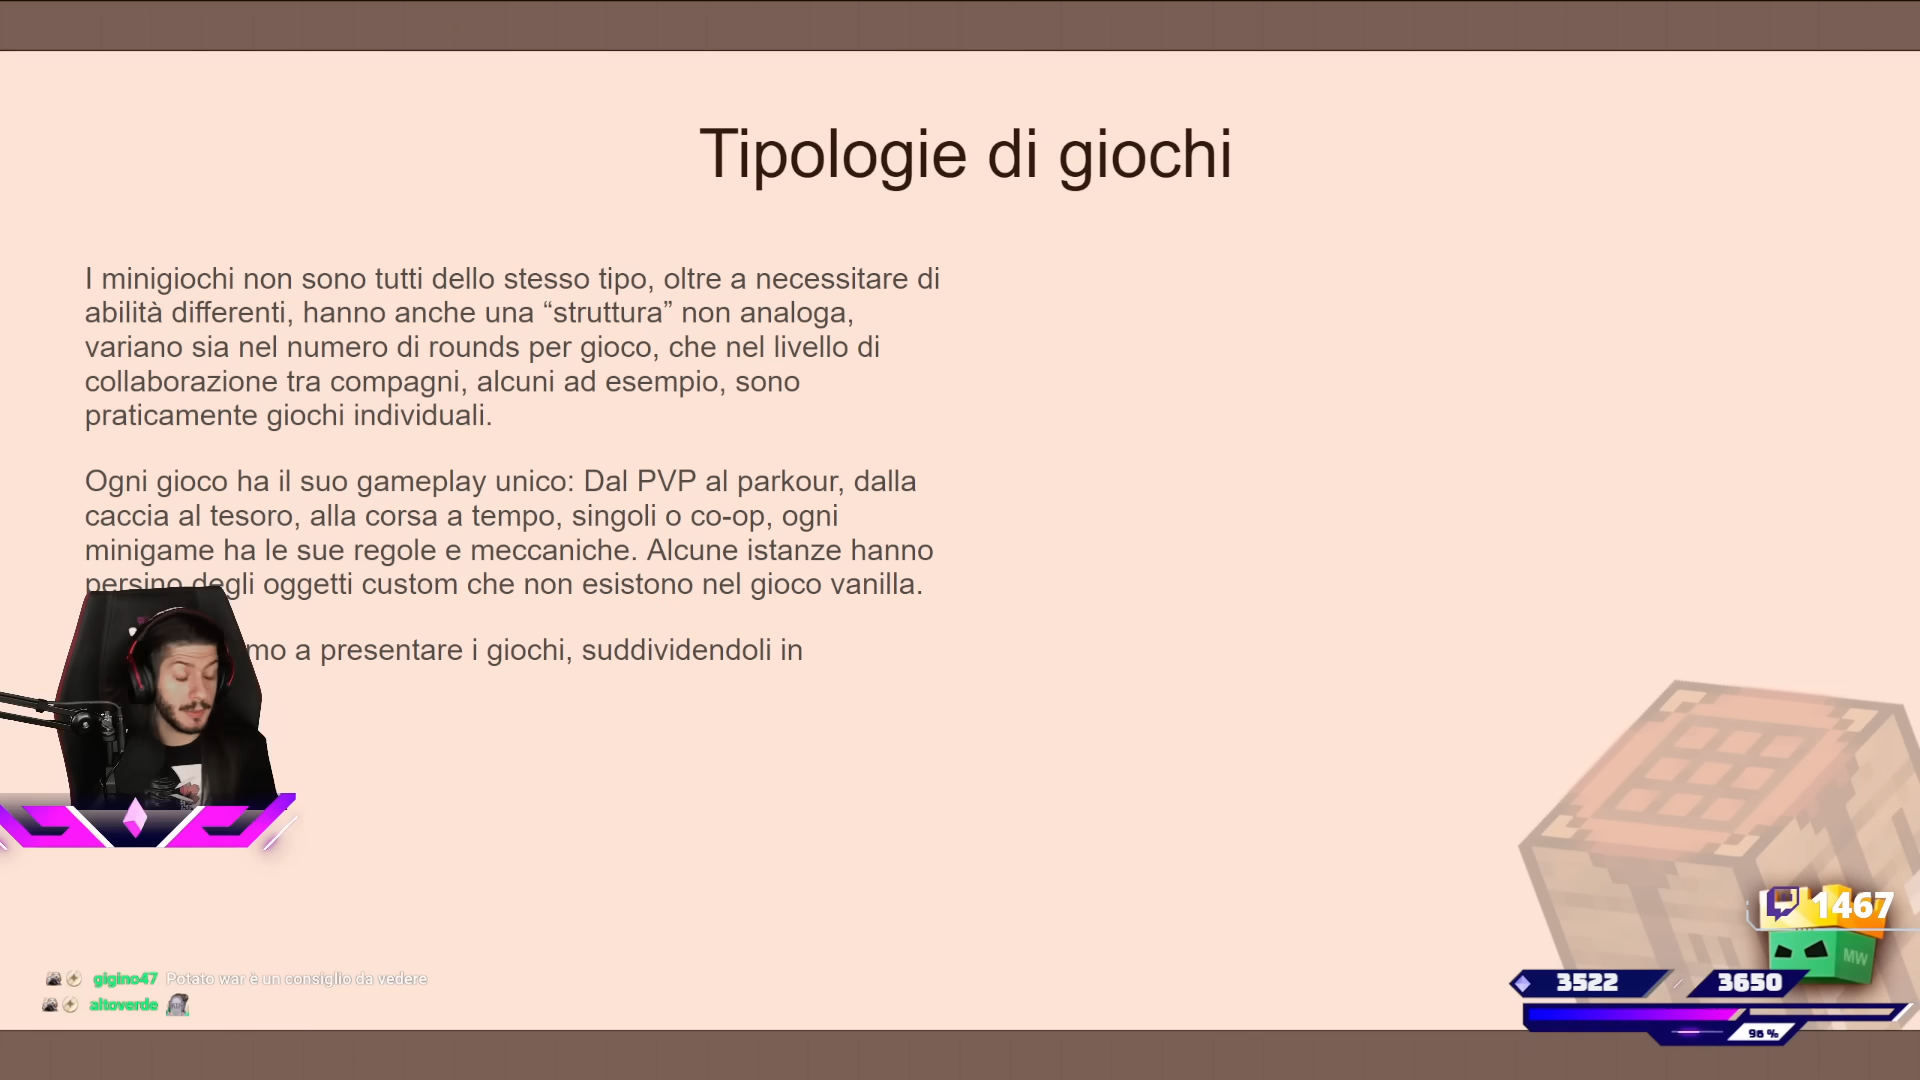 Tipologie di giochi
I minigiochi non sono tutti dello stesso tipo, oltre a necessitare di
abilità differenti, hanno anche una “struttura” non analoga,
variano sia nel numero di rounds per gioco, che nel livello di
collaborazione tra compagni, alcuni ad esempio, sono
praticamente giochi individuali.
Ogni gioco ha il suo gameplay unico: Dal PVP al parkour, dalla
caccia al tesoro, alla corsa a tempo, singoli o co-op, ogni
minigame ha le sue regole e meccaniche. Alcune istanze hanno
persino degli oggetti custom che non esistono nel gioco vanilla.
mo a presentare i giochi, suddividendoli in
1467
MW
3522
3650
96 %
gigino47 Potato war è un consiglio da vedere
altoverde